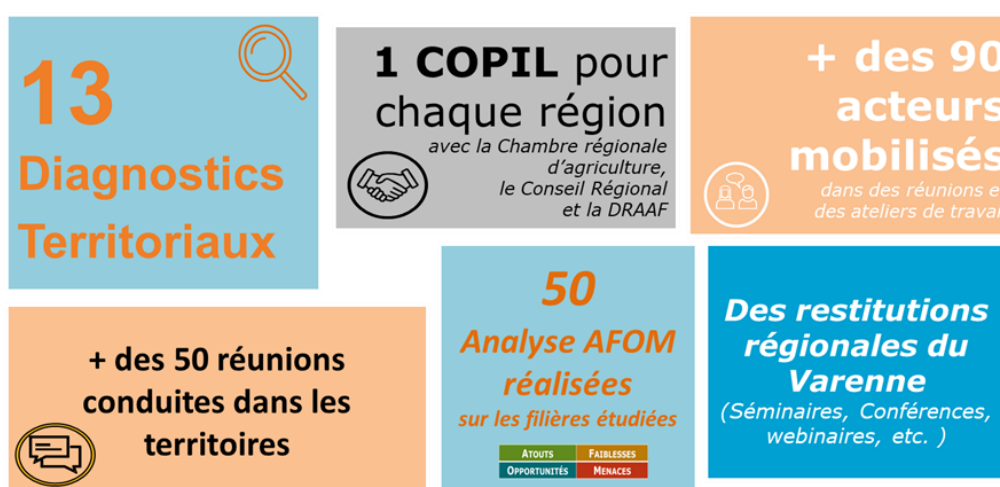 13
Diagnostics
Territoriaux
1 COPIL pour
chaque région
avec la Chambre régionale
d'agriculture,
le Conseil Régional
et la DRAAF
+ des 90
acteurs
mobilisés
dans des réunions e
des ateliers de travai
+ des 50 réunions
conduites dans les
territoires
50
Analyse AFOM
réalisées
sur les filières étudiées
ATOUTS FAIBLESSES
OPPORTUNITÉS MENACES
Des restitutions
régionales du
Varenne
(Séminaires, Conférences,
webinaires, etc. )